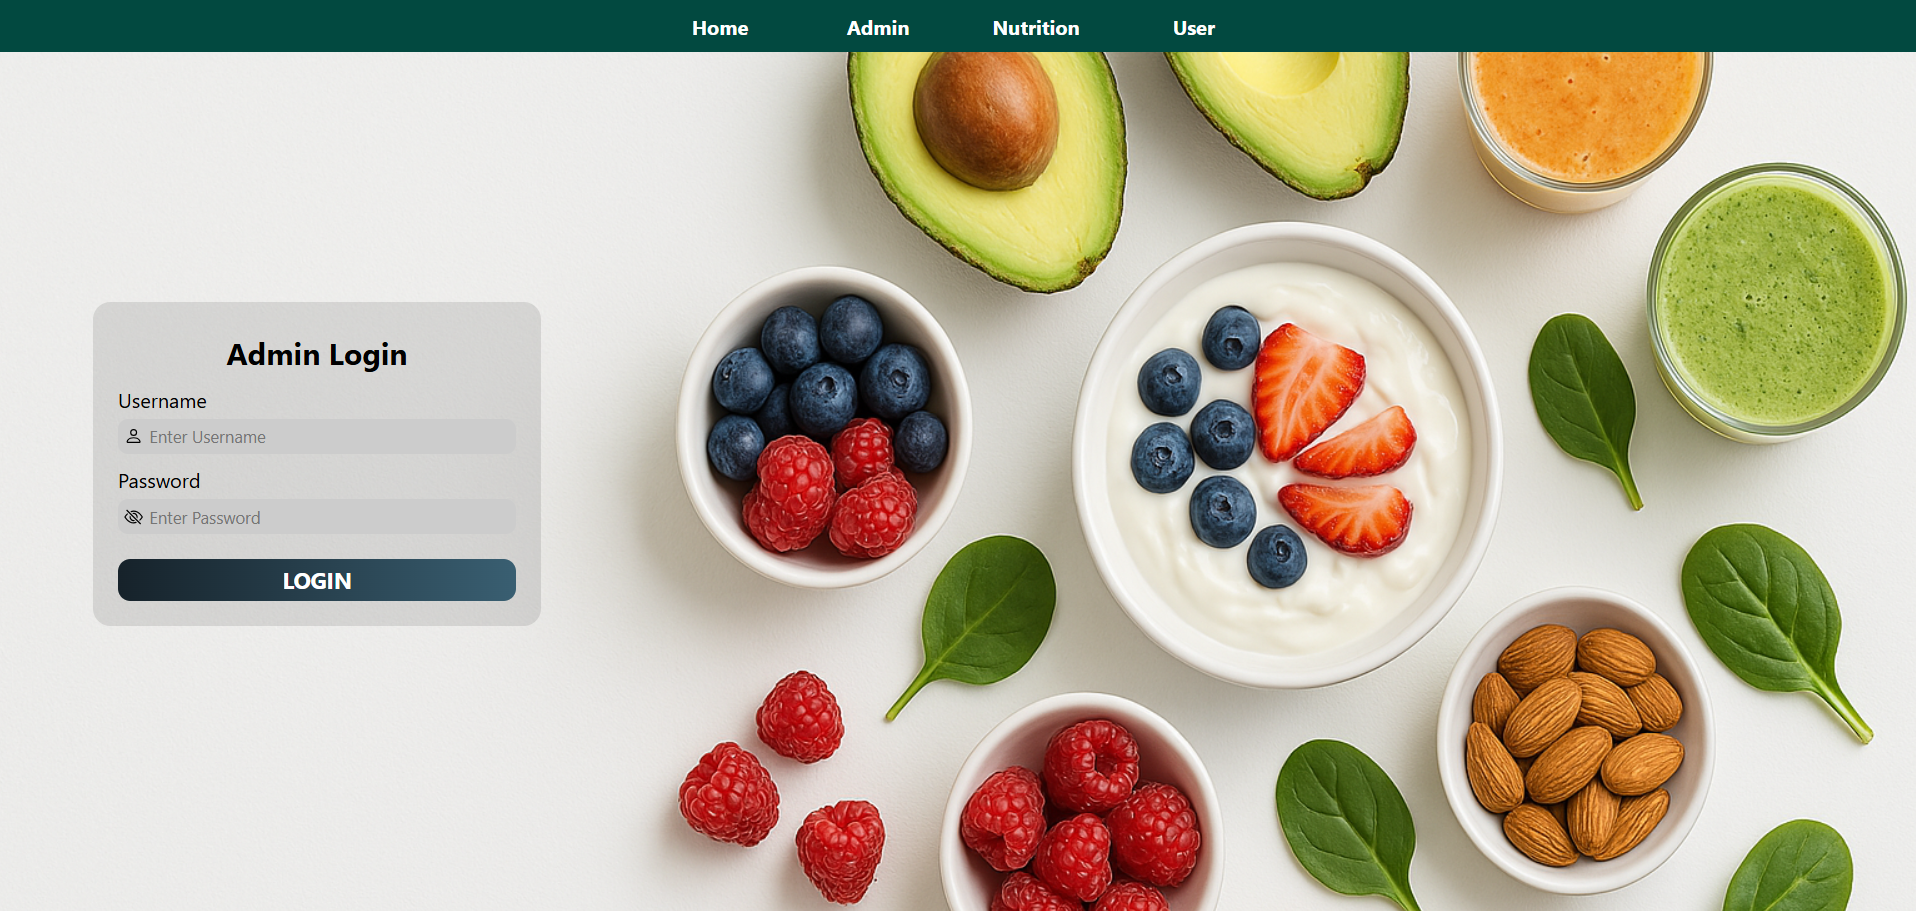 Home Admin Nutrition User
Admin Login
Username
Enter Username
Password
Enter Password
LOGIN